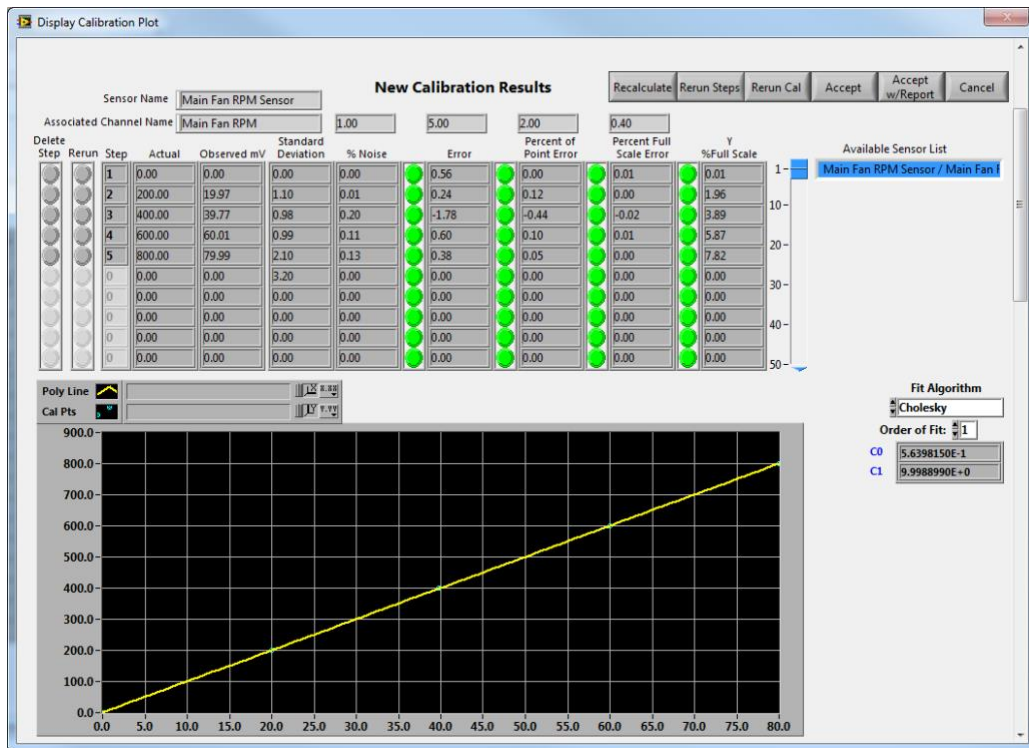 Display Calibration Plot
New Calibration Results
Recalculate Rerun Steps Rerun Cal Accept Accept w/Report Cancel
Sensor Name Main Fan RPM Sensor
Associated Channel Name Main Fan RPM 1.00 5.00 2.00 0.40
Delete Step Rerun Step Actual Observed mV Standard Deviation % Noise Error Percent of Point Error Percent Full Scale Error Y %Full Scale
1 0.00 0.00 0.00 0.00 0.56 0.00 0.01 0.01
2 200.00 19.97 1.10 0.01 0.24 0.12 0.00 1.96
3 400.00 39.77 0.98 0.20 -1.78 -0.44 -0.02 3.89
4 600.00 60.01 0.99 0.11 0.60 0.10 0.01 5.87
5 800.00 79.99 2.10 0.13 0.38 0.05 0.00 7.82
0 0.00 0.00 3.20 0.00 0.00 0.00 0.00 0.00
0 0.00 0.00 0.00 0.00 0.00 0.00 0.00 0.00
0 0.00 0.00 0.00 0.00 0.00 0.00 0.00 0.00
0 0.00 0.00 0.00 0.00 0.00 0.00 0.00 0.00
0 0.00 0.00 0.00 0.00 0.00 0.00 0.00 0.00
1
10
20
30
40
50
Available Sensor List
Main Fan RPM Sensor / Main Fan
Poly Line
Cal Pts
Fit Algorithm
Cholesky
Order of Fit: 1
C0 5.6398150E-1
C1 9.9988990E+0
900.0
800.0
700.0
600.0
500.0
400.0
300.0
200.0
100.0
0.0
0.0 5.0 10.0 15.0 20.0 25.0 30.0 35.0 40.0 45.0 50.0 55.0 60.0 65.0 70.0 75.0 80.0